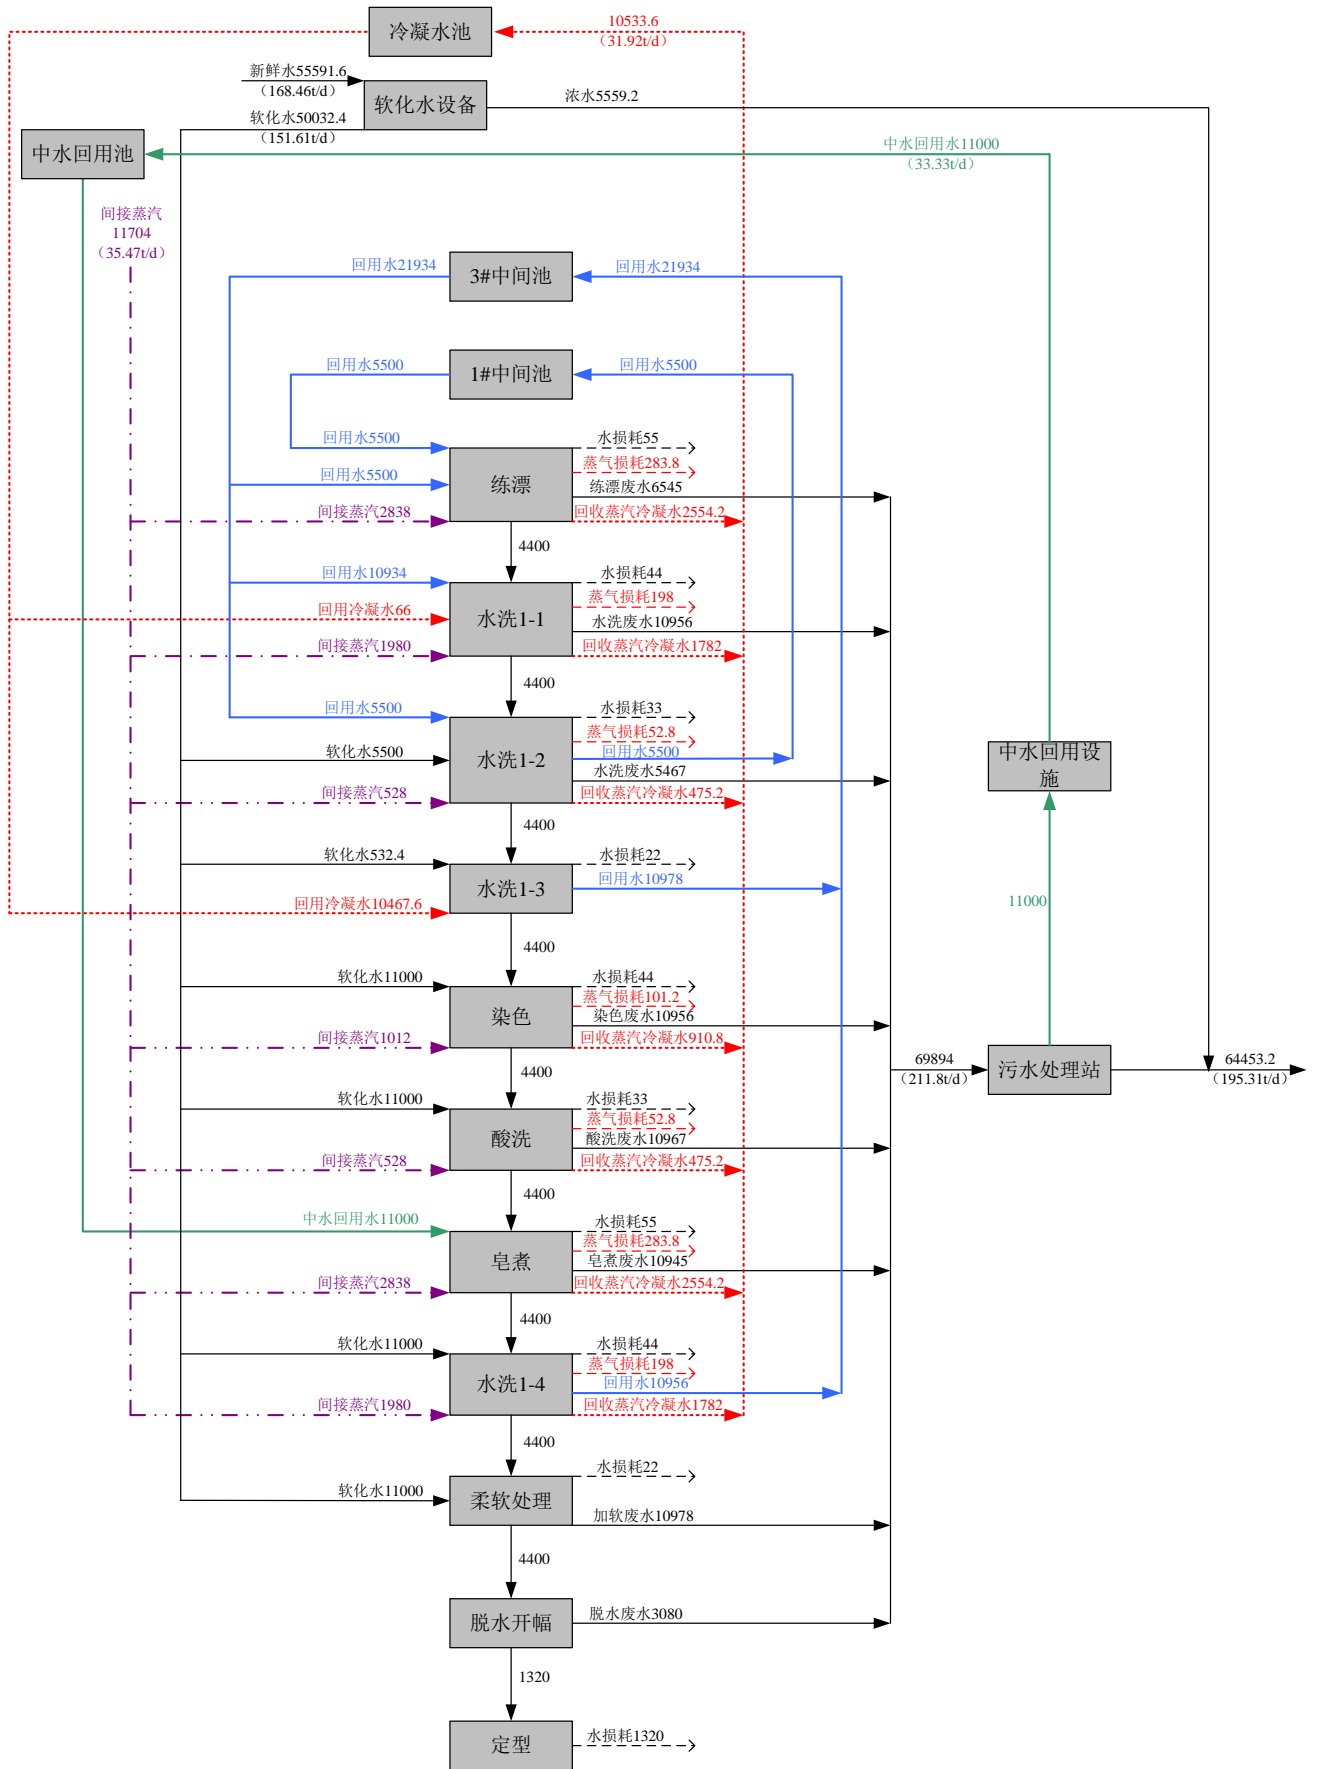 10533.6
冷凝水池
（31.92t/d）
新鲜水55591.6
（168.46t/d）
软化水设备
浓水5559.2
软化水50032.4
（151.61t/d）
中水回用池
中水回用水11000
（33.33t/d）
间接蒸汽
11704
（35.47t/d）
回用水21934
3#中间池
回用水21934
回用水5500
1#中间池
回用水5500
回用水5500
水损耗55
蒸气损耗283.8
回用水5500
练漂
练漂废水6545
间接蒸汽2838
回收蒸汽冷凝水2554.2
4400
回用水10934
水损耗44
蒸气损耗198
回用冷凝水66
水洗1-1
水洗废水10956
间接蒸汽1980
回收蒸汽冷凝水1782
4400
回用水5500
水损耗33
蒸气损耗52.8
软化水5500
水洗1-2
回用水5500
水洗废水5467
间接蒸汽528
回收蒸汽冷凝水475.2
中水回用设
施
4400
软化水532.4
水损耗22
水洗1-3
回用水10978
回用冷凝水10467.6
11000
4400
软化水11000
水损耗44
蒸气损耗101.2
染色
染色废水10956
间接蒸汽1012
回收蒸汽冷凝水910.8
4400
69894
（211.8t/d）
污水处理站
64453.2
（195.31t/d）
软化水11000
水损耗33
蒸气损耗52.8
酸洗
酸洗废水10967
间接蒸汽528
回收蒸汽冷凝水475.2
4400
中水回用水11000
水损耗55
蒸气损耗283.8
皂煮
皂煮废水10945
间接蒸汽2838
回收蒸汽冷凝水2554.2
4400
软化水11000
水损耗44
蒸气损耗198
水洗1-4
回用水10956
间接蒸汽1980
回收蒸汽冷凝水1782
4400
水损耗22
软化水11000
柔软处理
加软废水10978
4400
脱水开幅
脱水废水3080
1320
定型
水损耗1320